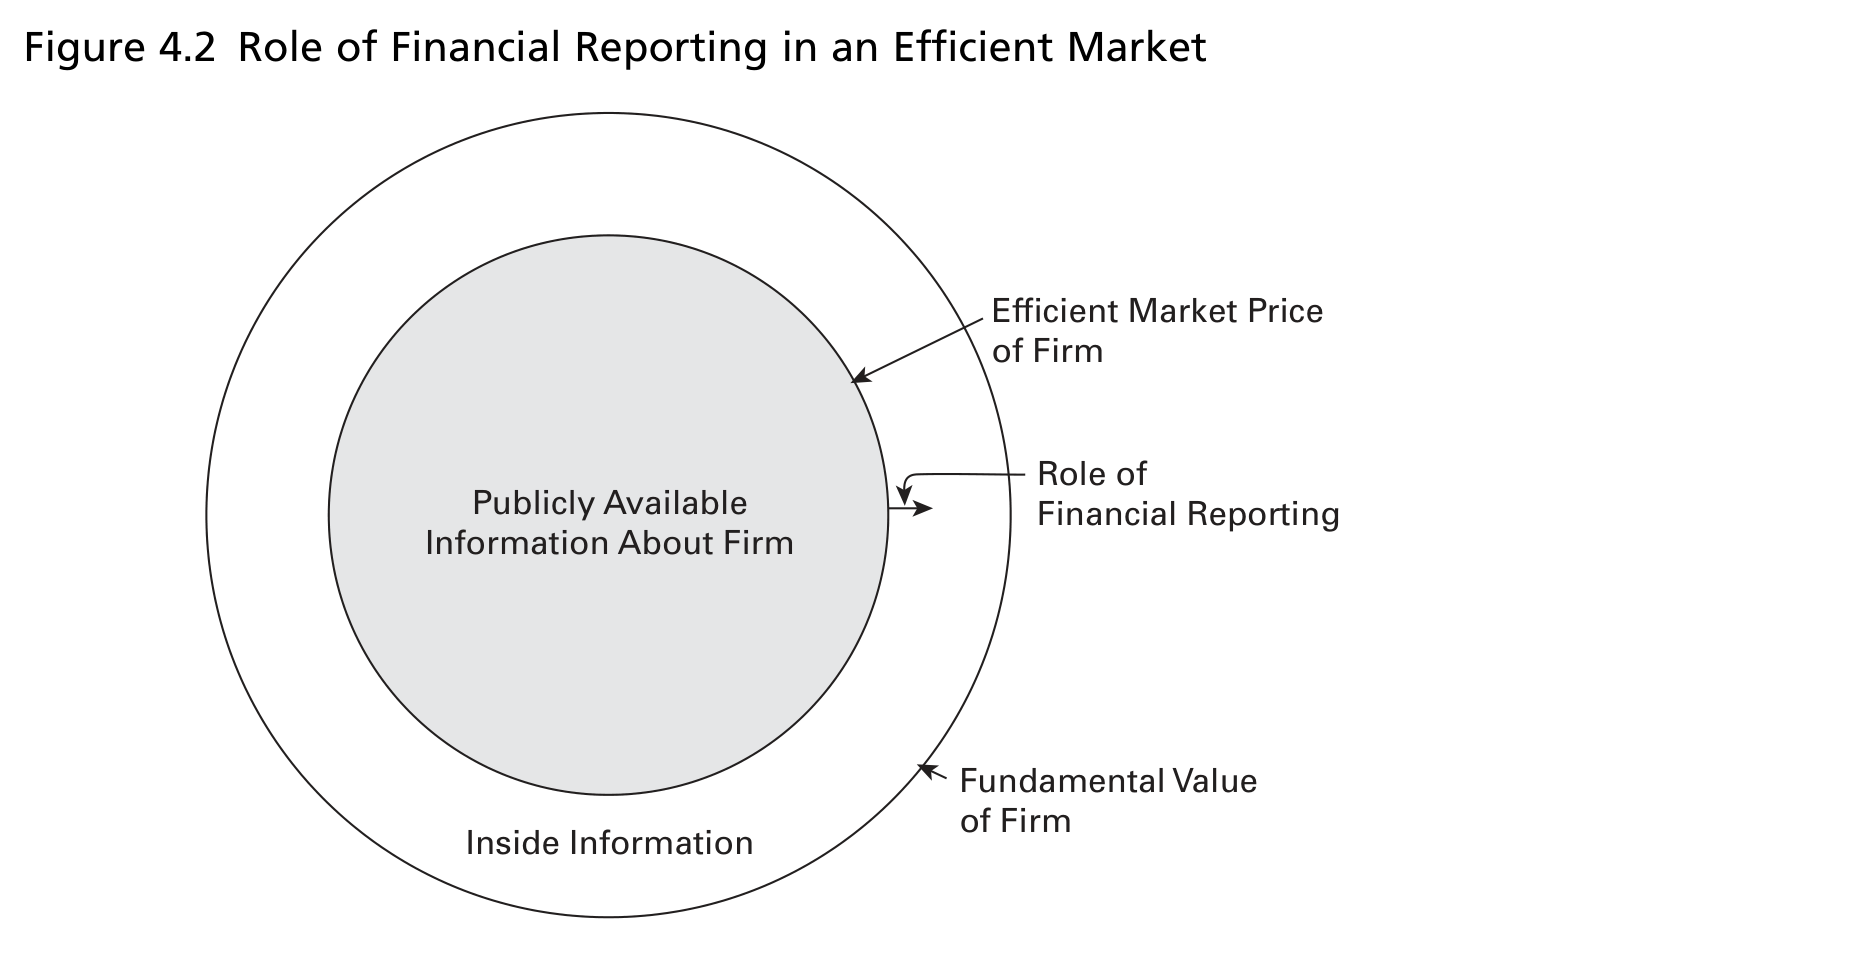 Figure 4.2 Role of Financial Reporting in an Efficient Market
Efficient Market Price
of Firm
Role of
Financial Reporting
Publicly Available
Information About Firm
Fundamental Value
of Firm
Inside Information